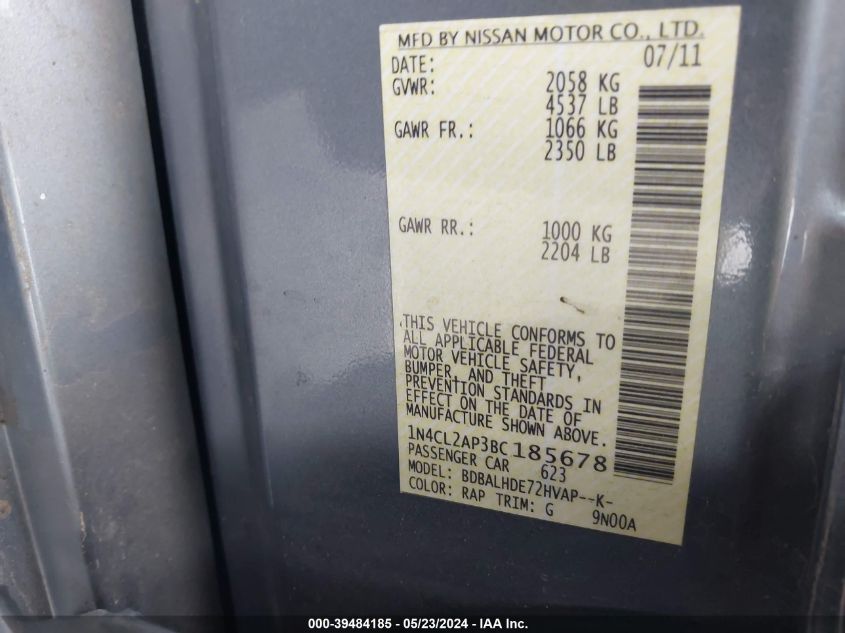 MFD BY NISSAN MOTOR CO., LTD.
DATE: 07/11
GVWR: 2058 KG
4537 LB
GAWR FR.: 1066 KG
2350 LB
GAWR RR.: 1000 KG
2204 LB
THIS VEHICLE CONFORMS TO
ALL APPLICABLE FEDERAL
MOTOR VEHICLE SAFETY,
BUMPER, AND THEFT
PREVENTION STANDARDS IN
EFFECT ON THE DATE OF
MANUFACTURE SHOWN ABOVE.
1N4CL2AP3BC185678
PASSENGER CAR 623
MODEL: BDBALHDE72HVAP--K-
COLOR: RAP TRIM: G 9N00A
000-39484185 - 05/23/2024 - IAA Inc.